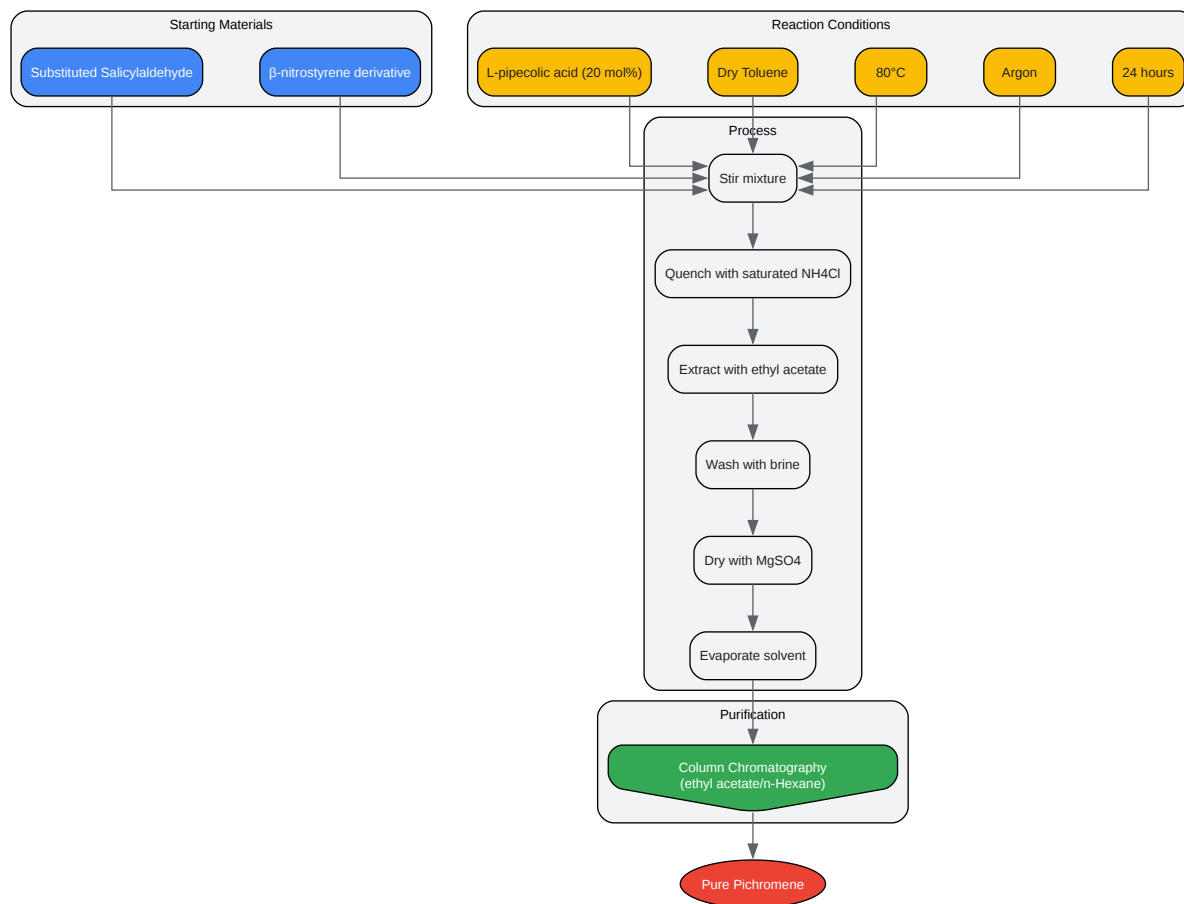 Starting Materials
Reaction Conditions
Substituted Salicylaldehyde
β-nitrostyrene derivative
L-pipecolic acid (20 mol%)
Dry Toluene
80°C
Argon
24 hours
Process
Stir mixture
Quench with saturated NH4Cl
Extract with ethyl acetate
Wash with brine
Dry with MgSO4
Evaporate solvent
Purification
Column Chromatography
(ethyl acetate/n-Hexane)
Pure Pichromene